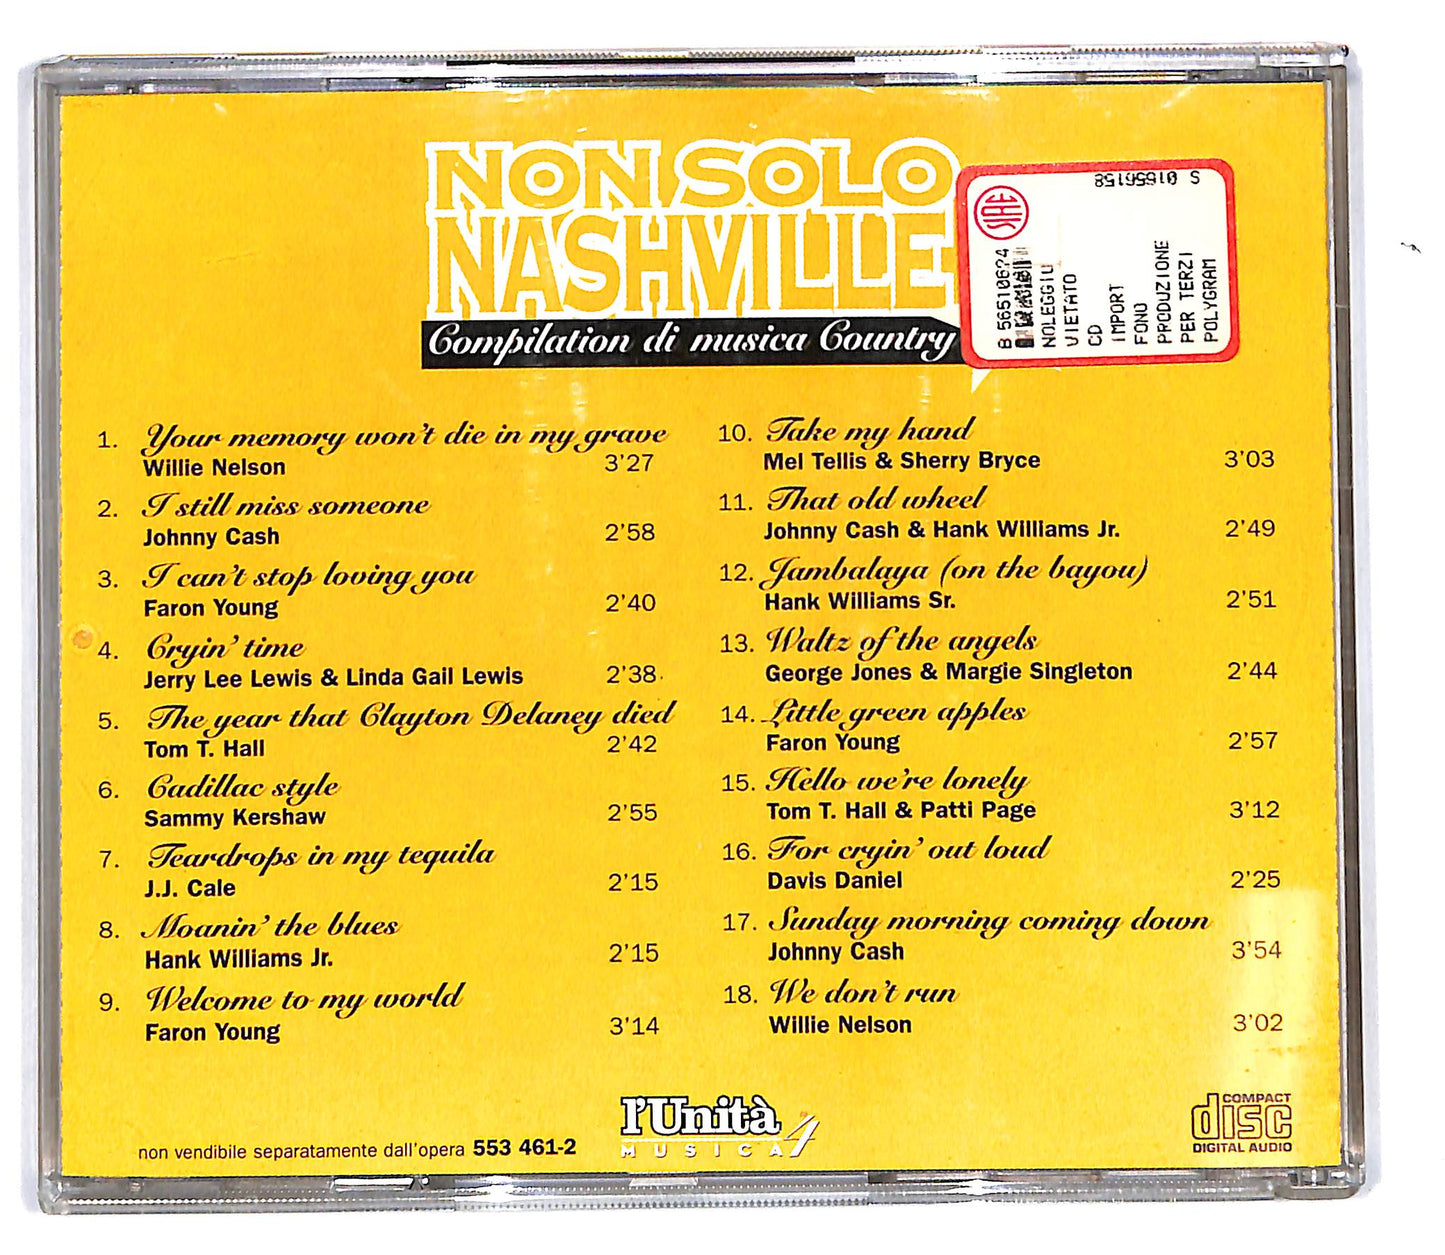 NON SOLO
NASHVILLE
Compilation di musica Country
S 01656158
SIAE
B 56510674
NOLEGGIO
VIETATO
CD
IMPORT
FONO
PRODUZIONE
PER TERZI
POLYGRAM
1. Your memory won't die in my grave
Willie Nelson 3'27
2. I still miss someone
Johnny Cash 2'58
3. I can't stop loving you
Faron Young 2'40
4. Cryin' time
Jerry Lee Lewis & Linda Gail Lewis 2'38
5. The year that Clayton Delaney died
Tom T. Hall 2'42
6. Cadillac style
Sammy Kershaw 2'55
7. Teardrops in my tequila
J.J. Cale 2'15
8. Moanin' the blues
Hank Williams Jr. 2'15
9. Welcome to my world
Faron Young 3'14
10. Take my hand
Mel Tellis & Sherry Bryce 3'03
11. That old wheel
Johnny Cash & Hank Williams Jr. 2'49
12. Jambalaya (on the bayou)
Hank Williams Sr. 2'51
13. Waltz of the angels
George Jones & Margie Singleton 2'44
14. Little green apples
Faron Young 2'57
15. Hello we're lonely
Tom T. Hall & Patti Page 3'12
16. For cryin' out loud
Davis Daniel 2'25
17. Sunday morning coming down
Johnny Cash 3'54
18. We don't run
Willie Nelson 3'02
non vendibile separatamente dall'opera 553 461-2
l'Unità
MUSICA 4
COMPACT
disc
DIGITAL AUDIO